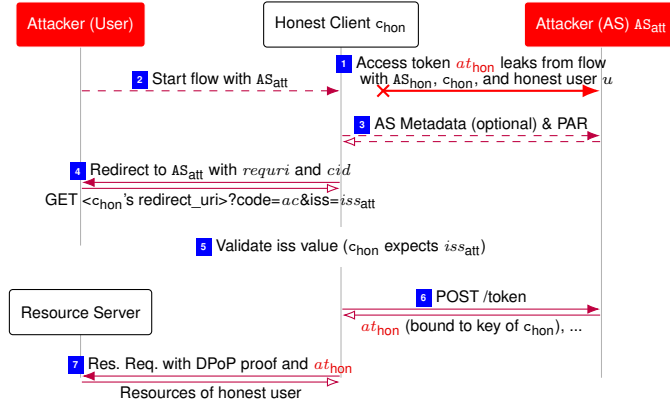 Attacker (User)
Honest Client c_hon
Attacker (AS) AS_att
1 Access token at_hon leaks from flow
with AS_hon, c_hon, and honest user u
2 Start flow with AS_att
3 AS Metadata (optional) & PAR
4 Redirect to AS_att with requri and cid
GET <c_hon's redirect_uri>?code=ac&iss=iss_att
5 Validate iss value (c_hon expects iss_att)
6 POST /token
at_hon (bound to key of c_hon), ...
Resource Server
7 Res. Req. with DPoP proof and at_hon
Resources of honest user